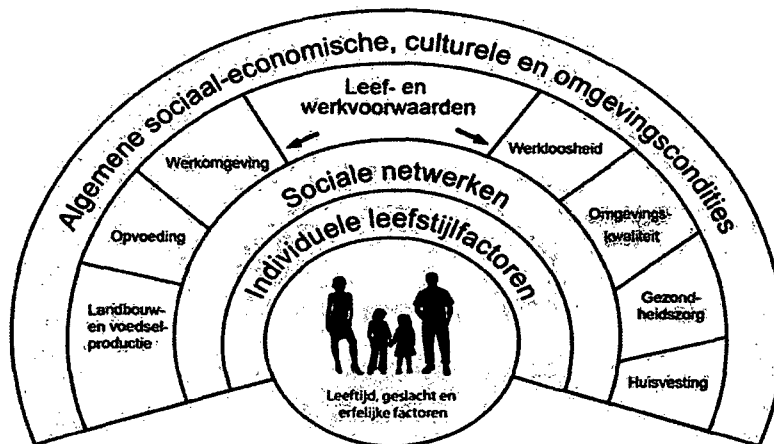 Algemene sociaal-economische, culturele en omgevingscondities
Leef- en
werkvoorwaarden
Werkomgeving
Werkloosheid
Opvoeding
Omgevings-
kwaliteit
Landbouw-
en voedsel-
productie
Gezond-
heidszorg
Huisvesting
Sociale netwerken
Individuele leefstijlfactoren
Leeftijd, geslacht en
erfelijke factoren